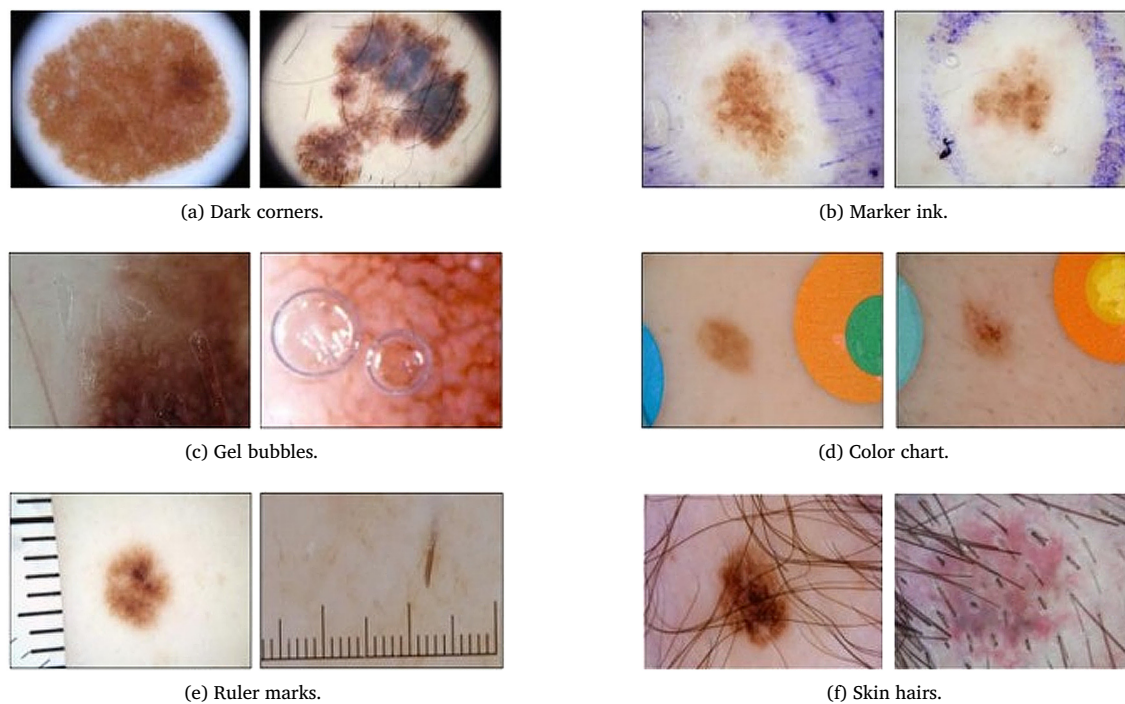 (a) Dark corners.
(b) Marker ink.
(c) Gel bubbles.
(d) Color chart.
(e) Ruler marks.
(f) Skin hairs.